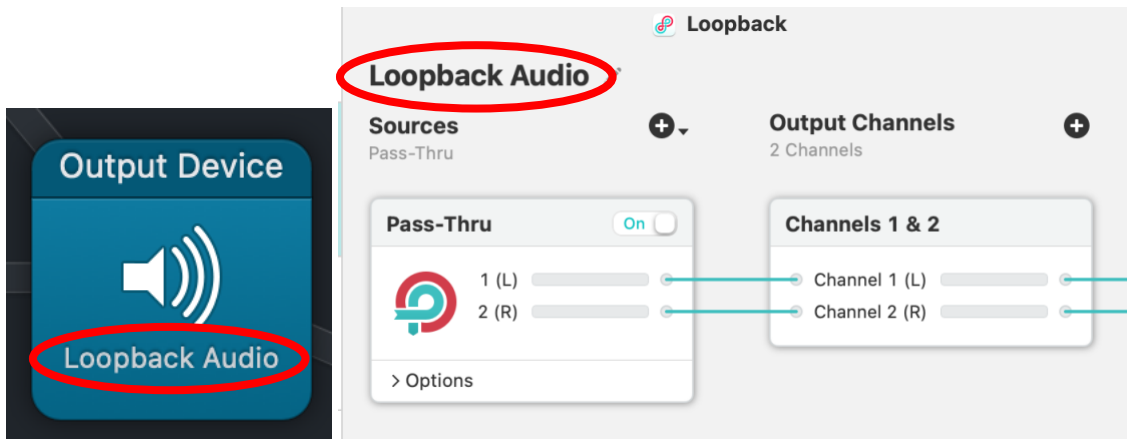 Output Device
Loopback Audio
Loopback
Loopback Audio
Sources
Pass-Thru
Output Channels
2 Channels
Pass-Thru
On
1 (L)
2 (R)
> Options
Channels 1 & 2
Channel 1 (L)
Channel 2 (R)